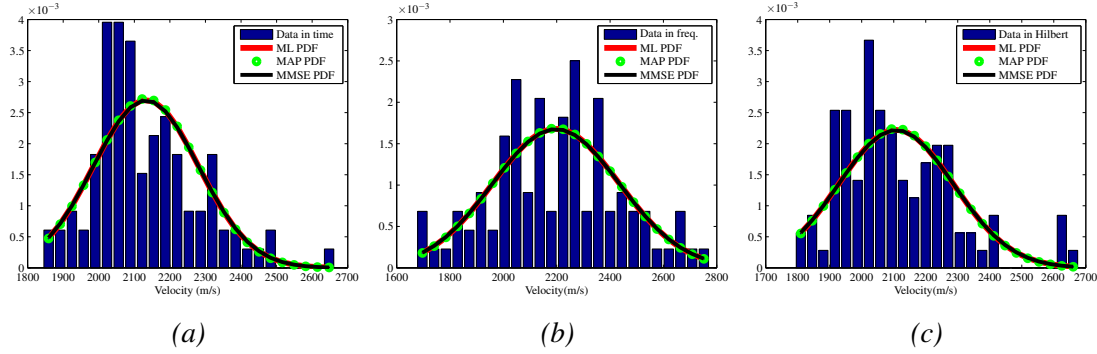 ×10⁻³
4
3.5
3
2.5
2
1.5
1
0.5
0
1800 1900 2000 2100 2200 2300 2400 2500 2600 2700
Velocity (m/s)
Data in time
ML PDF
MAP PDF
MMSE PDF
(a)
×10⁻³
3
2.5
2
1.5
1
0.5
0
1600 1800 2000 2200 2400 2600 2800
Velocity(m/s)
Data in freq.
ML PDF
MAP PDF
MMSE PDF
(b)
×10⁻³
4
3.5
3
2.5
2
1.5
1
0.5
0
1700 1800 1900 2000 2100 2200 2300 2400 2500 2600 2700
Velocity(m/s)
Data in Hilbert
ML PDF
MAP PDF
MMSE PDF
(c)